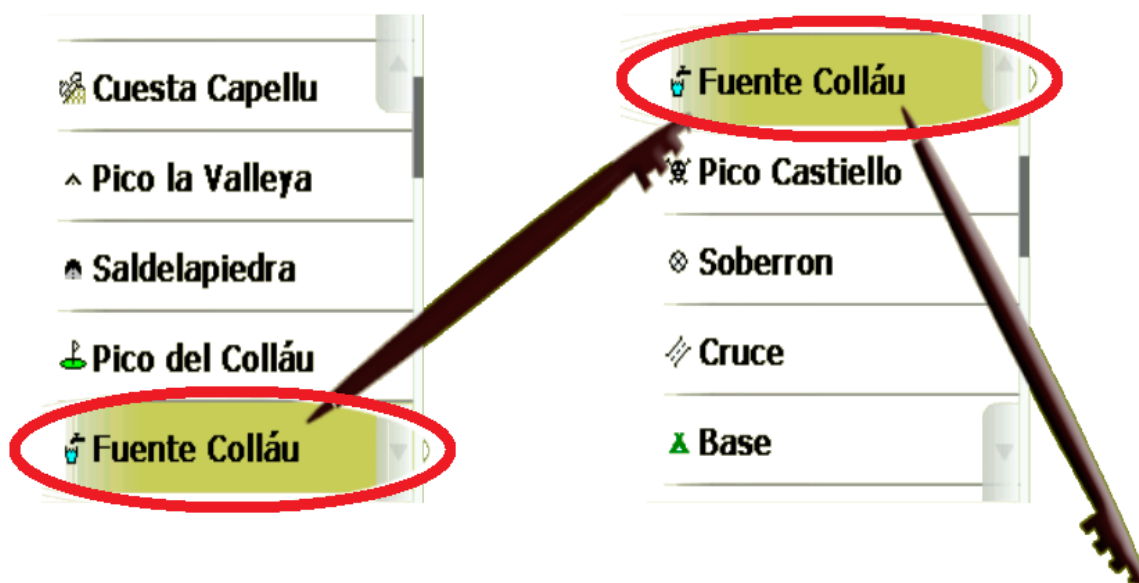 Cuesta Capellu
Pico la Valleya
Saldelapiedra
Pico del Colláu
Fuente Colláu
Fuente Colláu
Pico Castiello
Soberron
Cruce
Base